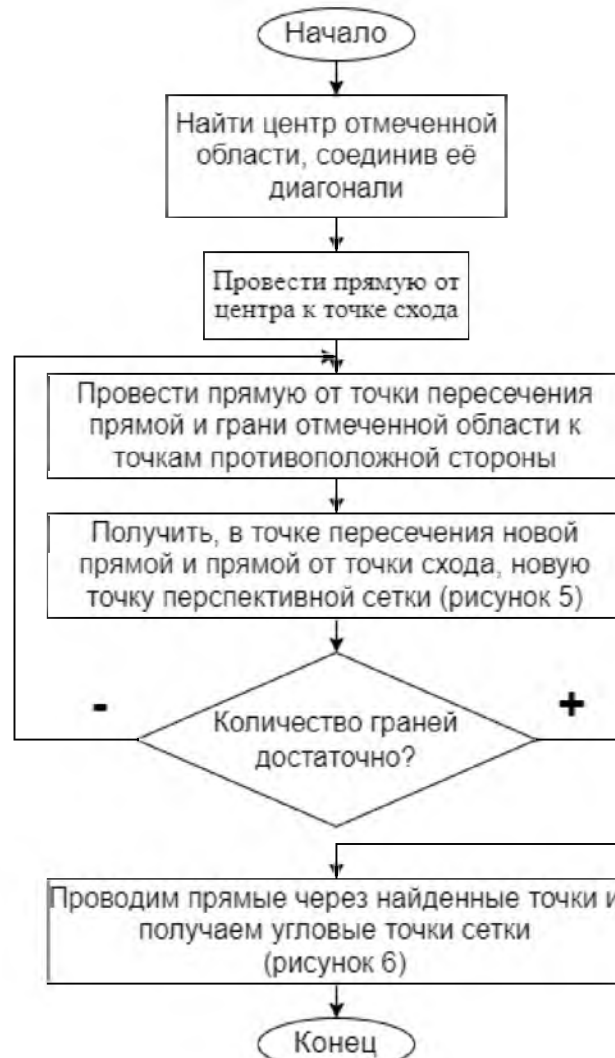 Начало
Найти центр отмеченной
области, соединив её
диагонали
Провести прямую от
центра к точке схода
Провести прямую от точки пересечения
прямой и грани отмеченной области к
точкам противоположной стороны
Получить, в точке пересечения новой
прямой и прямой от точки схода, новую
точку перспективной сетки (рисунок 5)
-
+
Количество граней
достаточно?
Проводим прямые через найденные точки и
получаем угловые точки сетки
(рисунок 6)
Конец